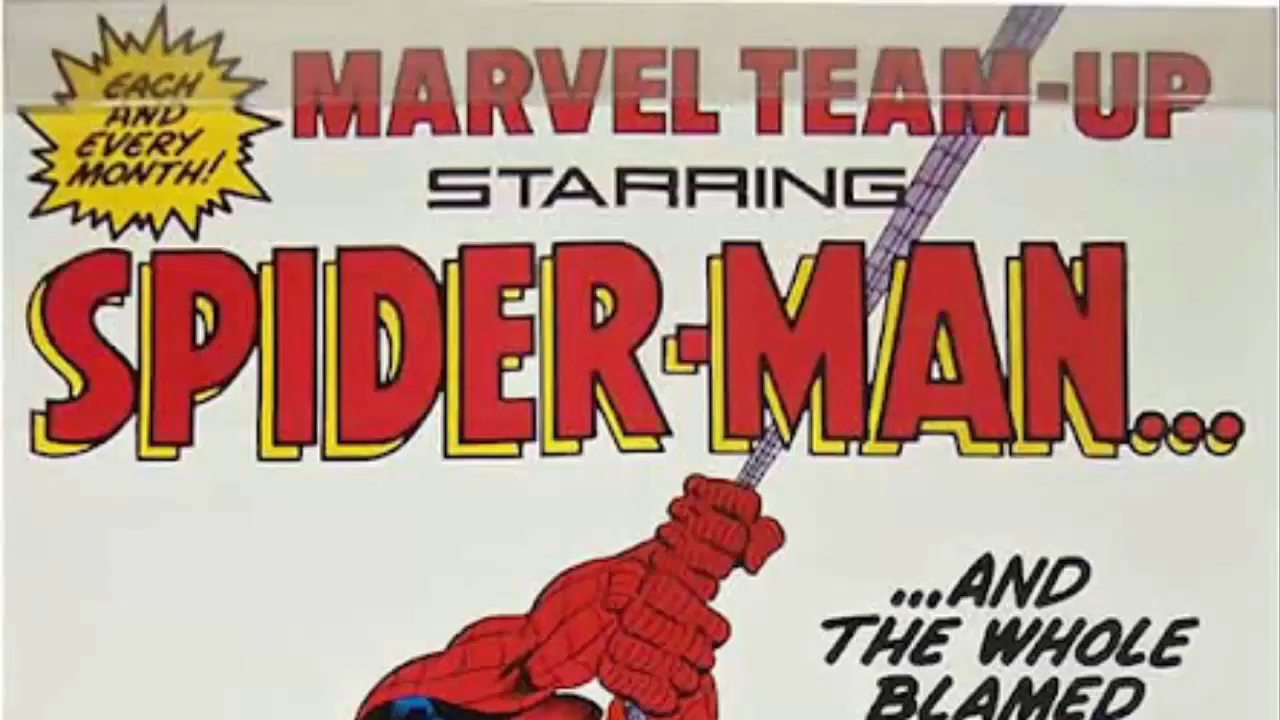 EACH
AND
EVERY
MONTH!
MARVEL TEAM-UP
STARRING
SPIDER-MAN...
...AND
THE WHOLE
BLAMED